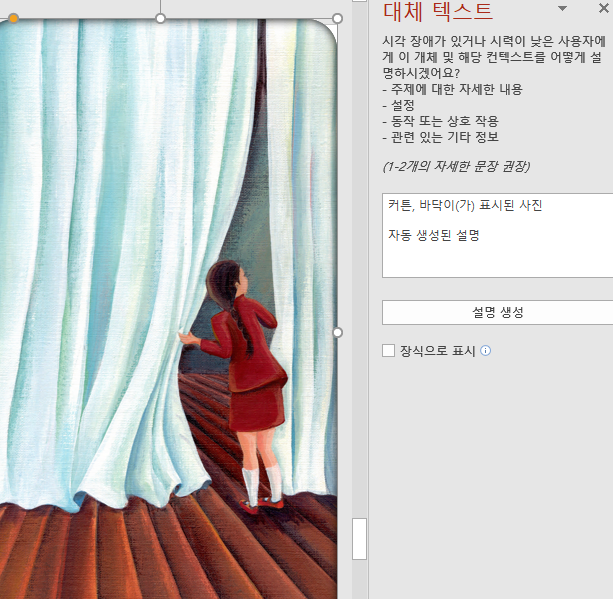 대체 텍스트
시각 장애가 있거나 시력이 낮은 사용자에
게 이 개체 및 해당 컨텍스트를 어떻게 설
명하시겠어요?
- 주제에 대한 자세한 내용
- 설정
- 동작 또는 상호 작용
- 관련 있는 기타 정보
(1-2개의 자세한 문장 권장)
커튼, 바닥이(가) 표시된 사진
자동 생성된 설명
설명 생성
장식으로 표시